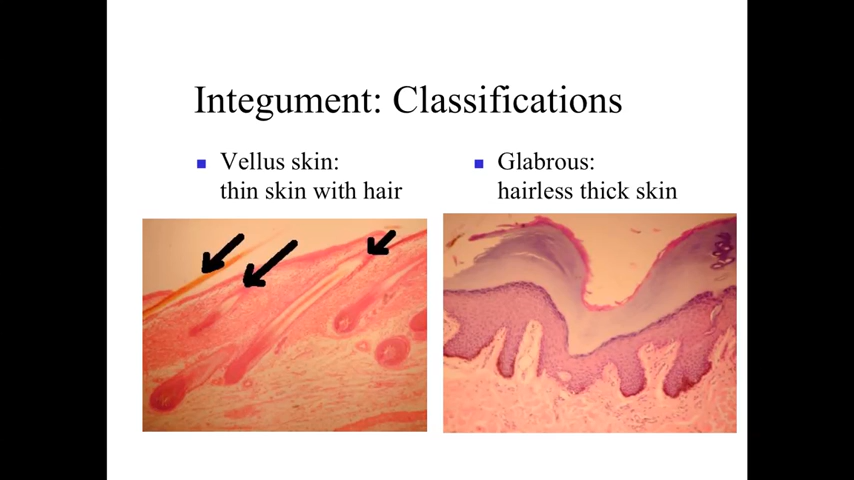 Integument: Classifications
Vellus skin:
thin skin with hair
Glabrous:
hairless thick skin